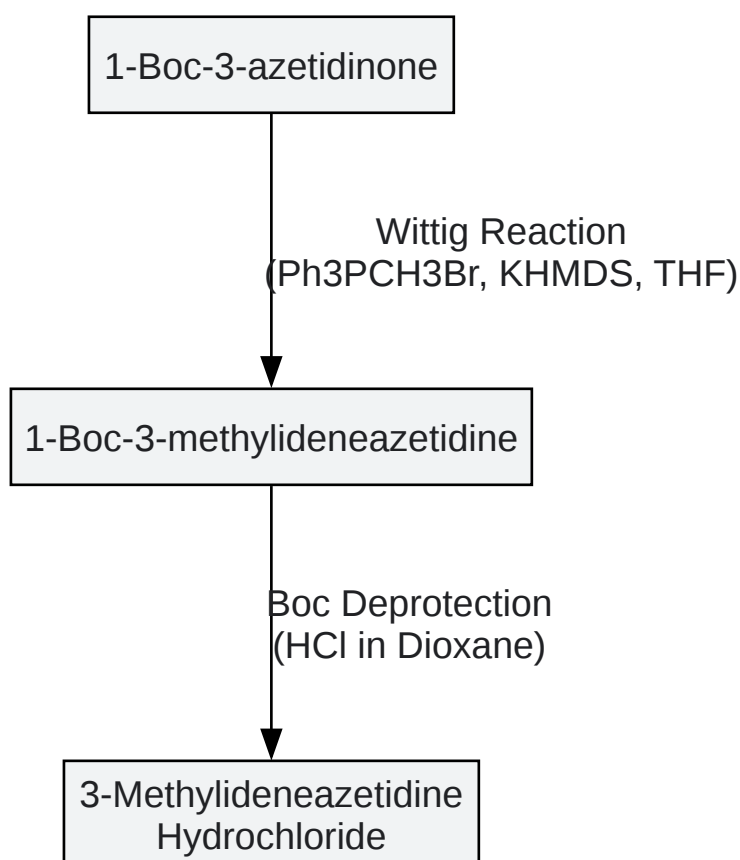 1-Boc-3-azetidinone
Wittig Reaction
(Ph3PCH3Br, KHMDS, THF)
1-Boc-3-methylideneazetidine
Boc Deprotection
(HCl in Dioxane)
3-Methylideneazetidine
Hydrochloride